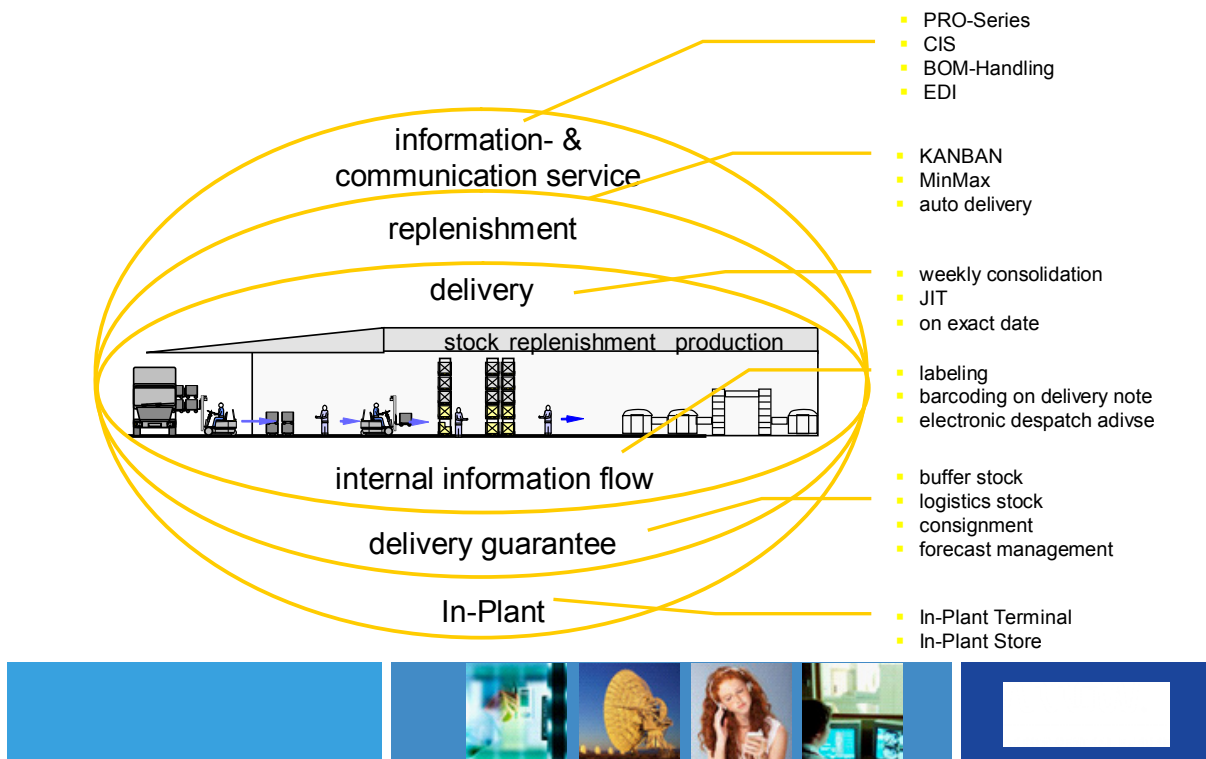 PRO-Series
CIS
BOM-Handling
EDI
information- &
communication service
KANBAN
MinMax
auto delivery
replenishment
delivery
weekly consolidation
JIT
on exact date
stock replenishment production
labeling
barcoding on delivery note
electronic despatch adivse
internal information flow
buffer stock
logistics stock
consignment
forecast management
delivery guarantee
In-Plant
In-Plant Terminal
In-Plant Store